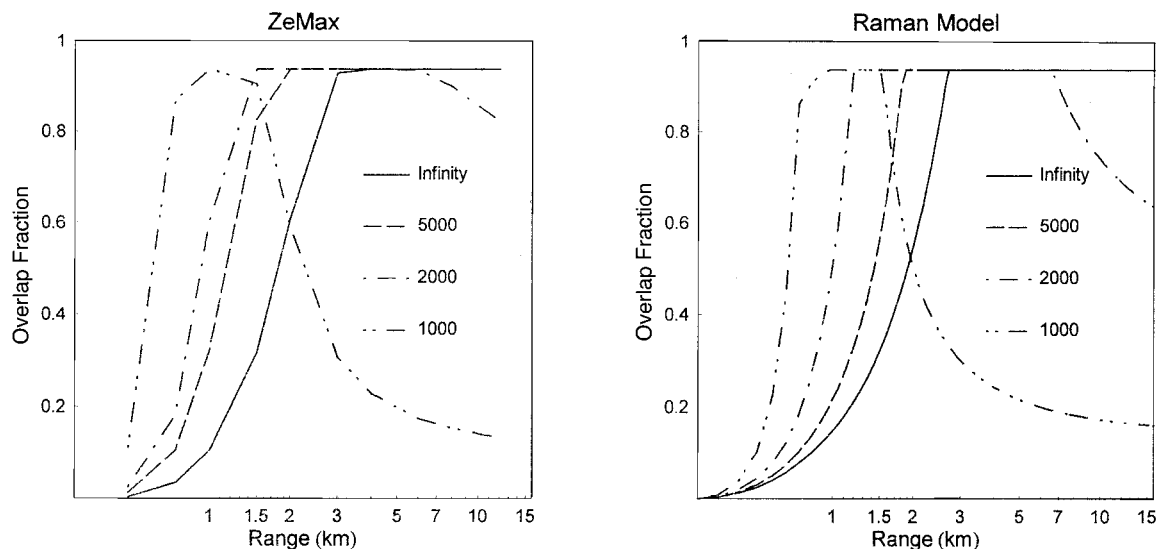 ZeMax
1
0.8
0.6
0.4
0.2
Overlap Fraction
Infinity
5000
2000
1000
1 1.5 2 3 5 7 10 15
Range (km)
Raman Model
1
0.8
0.6
0.4
0.2
Overlap Fraction
Infinity
5000
2000
1000
1 1.5 2 3 5 7 10 15
Range (km)